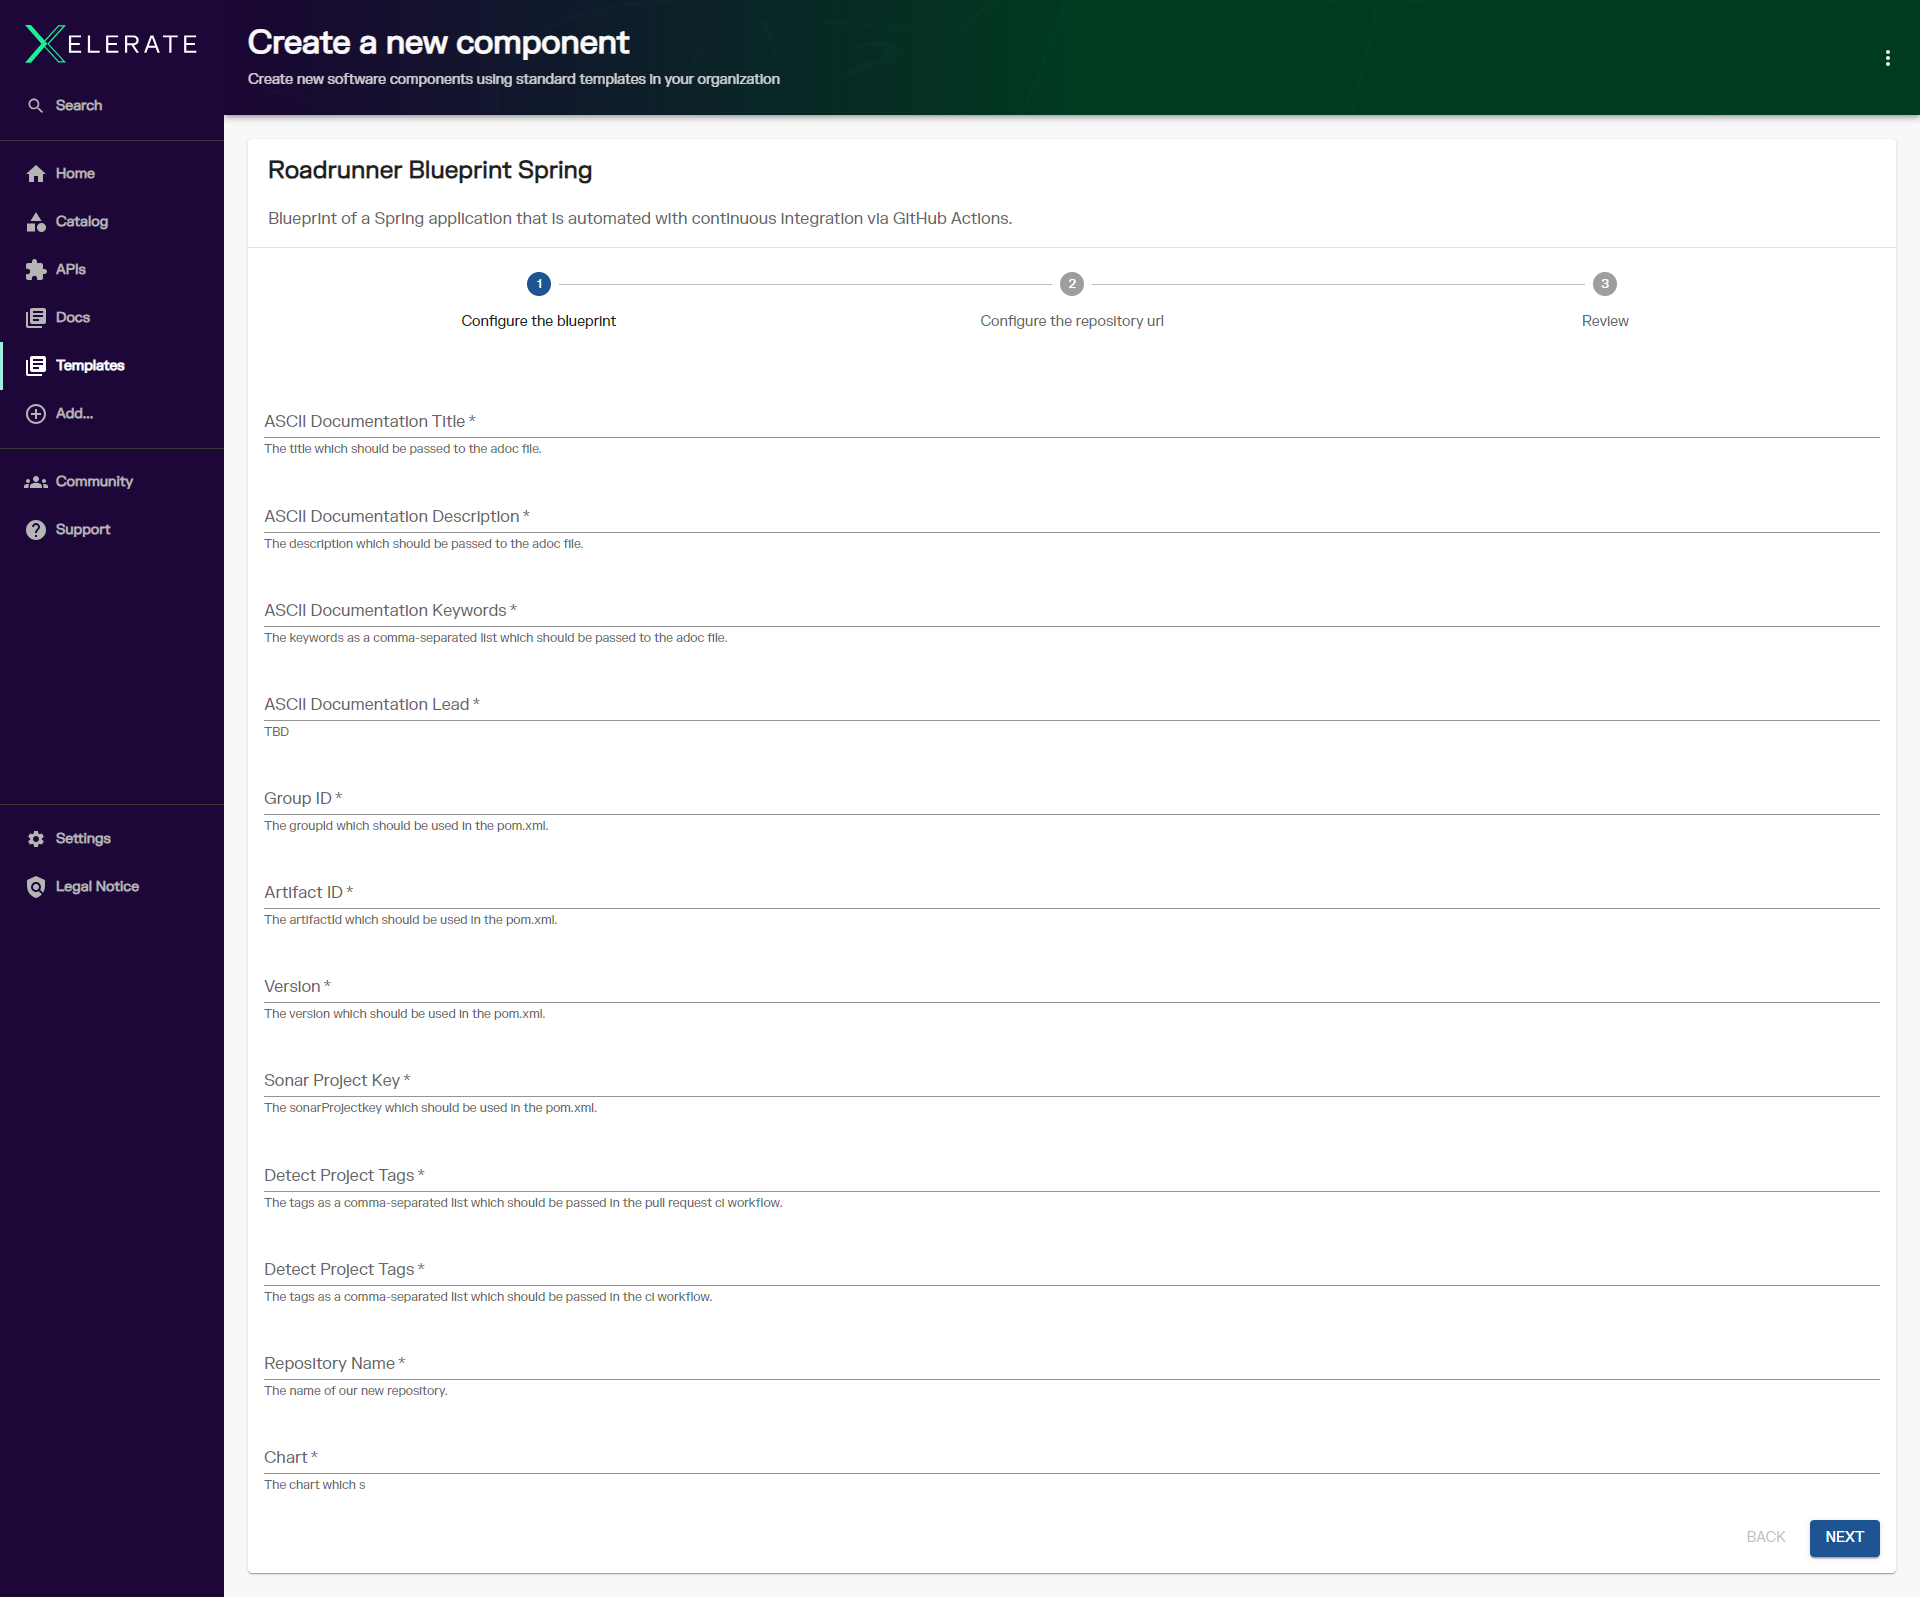 XELERATE
Search
Home
Catalog
APIs
Docs
Templates
Add...
Community
Support
Settings
Legal Notice
Create a new component
Create new software components using standard templates in your organization
Roadrunner Blueprint Spring
Blueprint of a Spring application that is automated with continuous integration via GitHub Actions.
1
2
3
Configure the blueprint
Configure the repository url
Review
ASCII Documentation Title *
The title which should be passed to the adoc file.
ASCII Documentation Description *
The description which should be passed to the adoc file.
ASCII Documentation Keywords *
The keywords as a comma-separated list which should be passed to the adoc file.
ASCII Documentation Lead *
TBD
Group ID *
The groupId which should be used in the pom.xml.
Artifact ID *
The artifactId which should be used in the pom.xml.
Version *
The version which should be used in the pom.xml.
Sonar Project Key *
The sonarProjectkey which should be used in the pom.xml.
Detect Project Tags *
The tags as a comma-separated list which should be passed in the pull request ci workflow.
Detect Project Tags *
The tags as a comma-separated list which should be passed in the ci workflow.
Repository Name *
The name of our new repository.
Chart *
The chart which s
BACK
NEXT